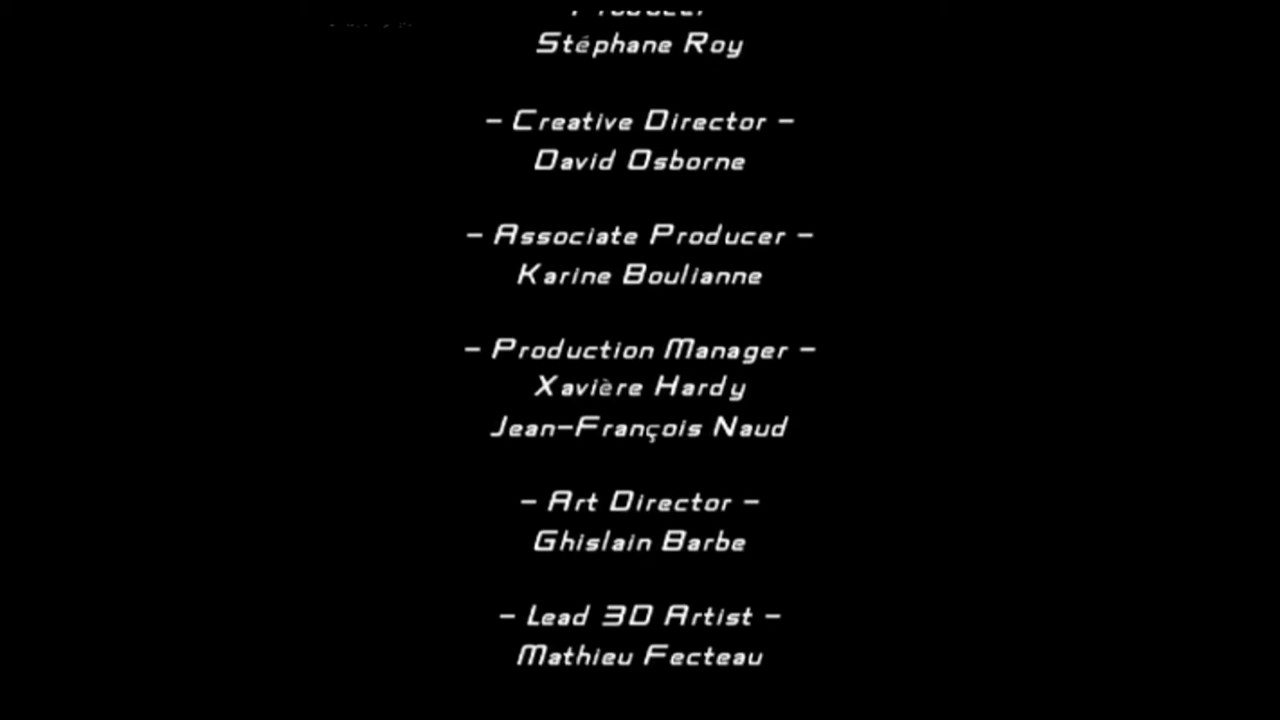 Producer
Stéphane Roy
- Creative Director -
David Osborne
- Associate Producer -
Karine Boulianne
- Production Manager -
Xavière Hardy
Jean-François Naud
- Art Director -
Ghislain Barbe
- Lead 3D Artist -
Mathieu Fecteau